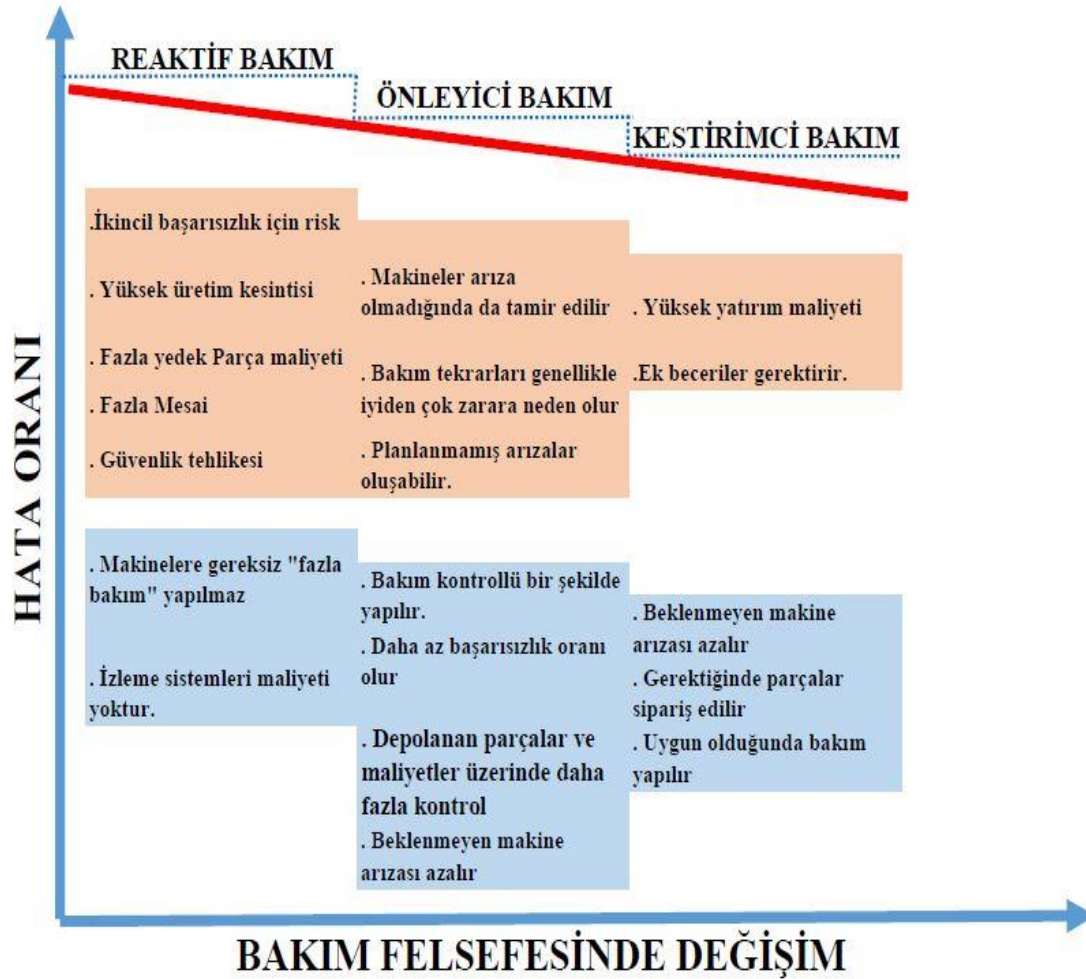 REAKTİF BAKIM
ÖNLEYİCİ BAKIM
KESTİRİMCİ BAKIM
HATA ORANI
.İkincil başarısızlık için risk
. Yüksek üretim kesintisi
. Fazla yedek Parça maliyeti
. Fazla Mesai
. Güvenlik tehlikesi
. Makineler arıza
olmadığında da tamir edilir
. Bakım tekrarları genellikle
iyiden çok zarara neden olur
. Planlanmamış arızalar
oluşabilir.
. Yüksek yatırım maliyeti
.Ek beceriler gerektirir.
. Makinelere gereksiz "fazla
bakım" yapılmaz
. İzleme sistemleri maliyeti
yoktur.
. Bakım kontrollü bir şekilde
yapılır.
. Daha az başarısızlık oranı
olur
. Depolanan parçalar ve
maliyetler üzerinde daha
fazla kontrol
. Beklenmeyen makine
arızası azalır
. Beklenmeyen makine
arızası azalır
. Gerektiğinde parçalar
sipariş edilir
. Uygun olduğunda bakım
yapılır
BAKIM FELSEFESİNDE DEĞİŞİM